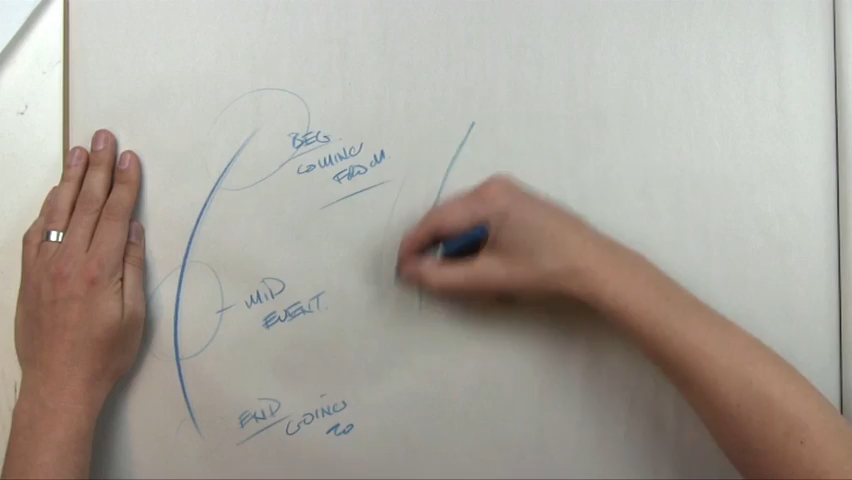 BEG.
COMING
FROM.
MID
EVENT.
END GOING
TO